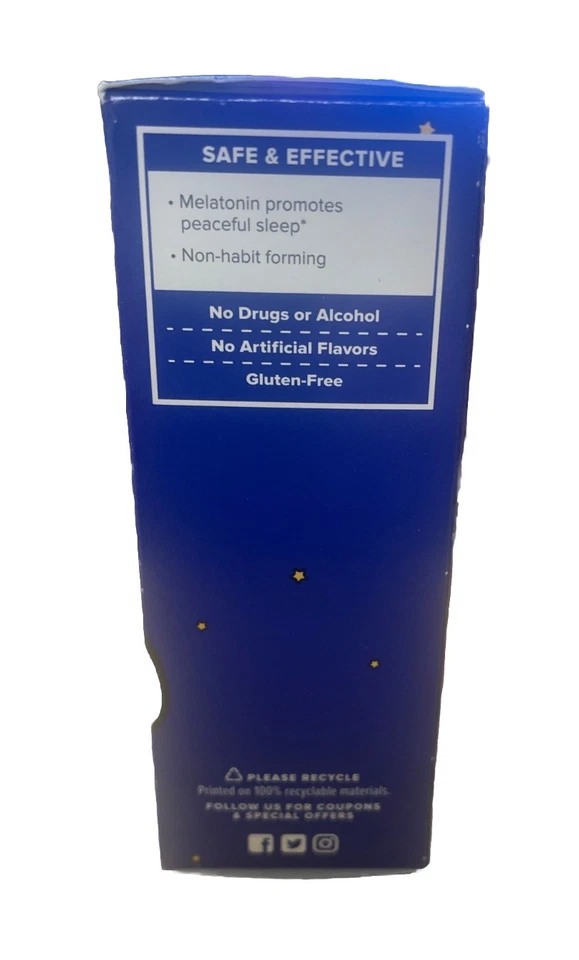 SAFE & EFFECTIVE
• Melatonin promotes
peaceful sleep*
• Non-habit forming
No Drugs or Alcohol
No Artificial Flavors
Gluten-Free
PLEASE RECYCLE
Printed on 100% recyclable materials.
FOLLOW US FOR COUPONS
& SPECIAL OFFERS